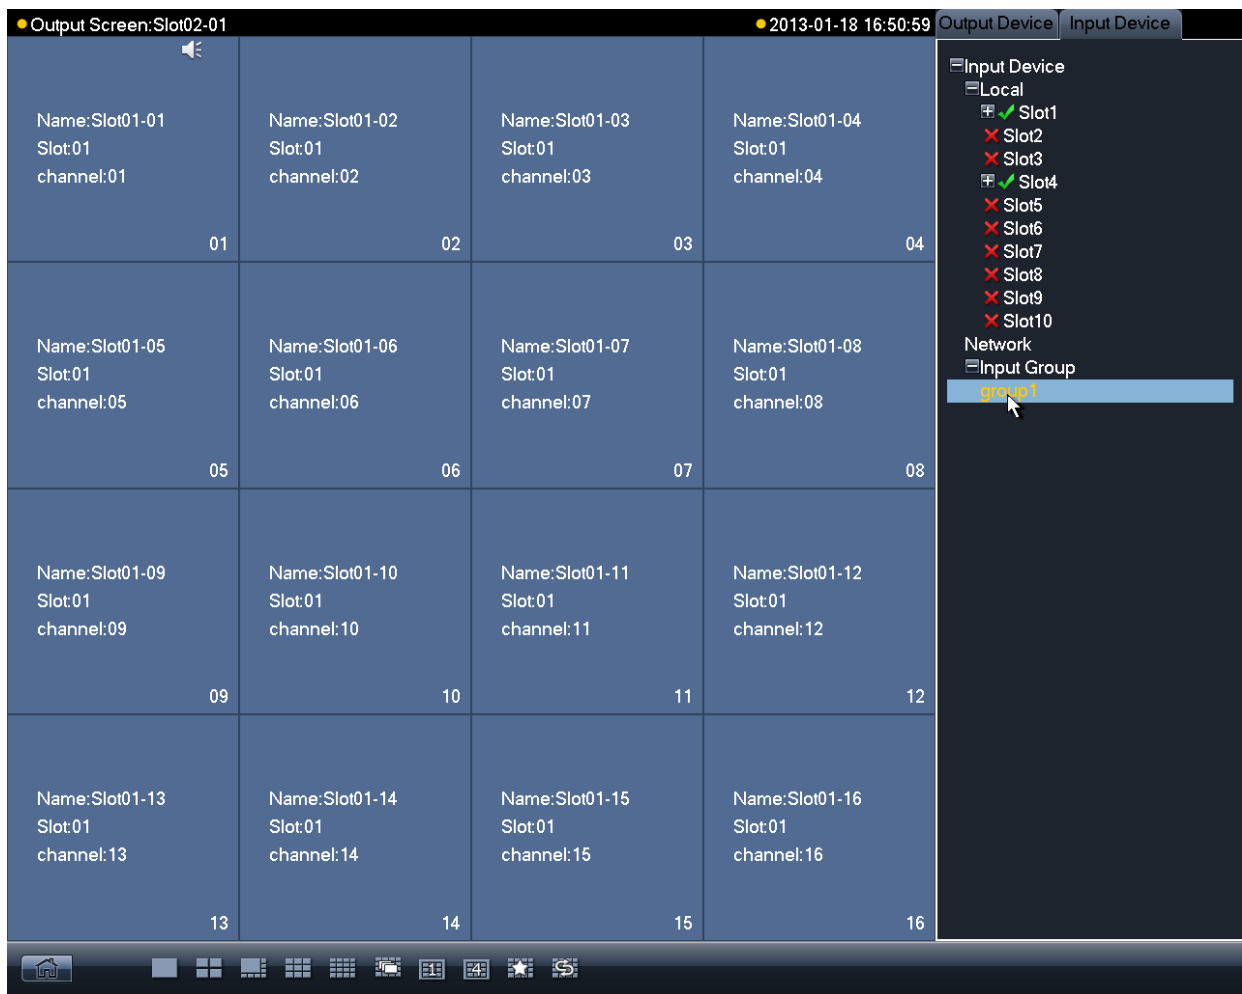 Output Screen:Slot02-01
2013-01-18 16:50:59
Output Device
Input Device
Name:Slot01-01
Slot:01
channel:01
01
Name:Slot01-02
Slot:01
channel:02
02
Name:Slot01-03
Slot:01
channel:03
03
Name:Slot01-04
Slot:01
channel:04
04
Name:Slot01-05
Slot:01
channel:05
05
Name:Slot01-06
Slot:01
channel:06
06
Name:Slot01-07
Slot:01
channel:07
07
Name:Slot01-08
Slot:01
channel:08
08
Name:Slot01-09
Slot:01
channel:09
09
Name:Slot01-10
Slot:01
channel:10
10
Name:Slot01-11
Slot:01
channel:11
11
Name:Slot01-12
Slot:01
channel:12
12
Name:Slot01-13
Slot:01
channel:13
13
Name:Slot01-14
Slot:01
channel:14
14
Name:Slot01-15
Slot:01
channel:15
15
Name:Slot01-16
Slot:01
channel:16
16
Input Device
Local
Slot1
Slot2
Slot3
Slot4
Slot5
Slot6
Slot7
Slot8
Slot9
Slot10
Network
Input Group
group1
1
4